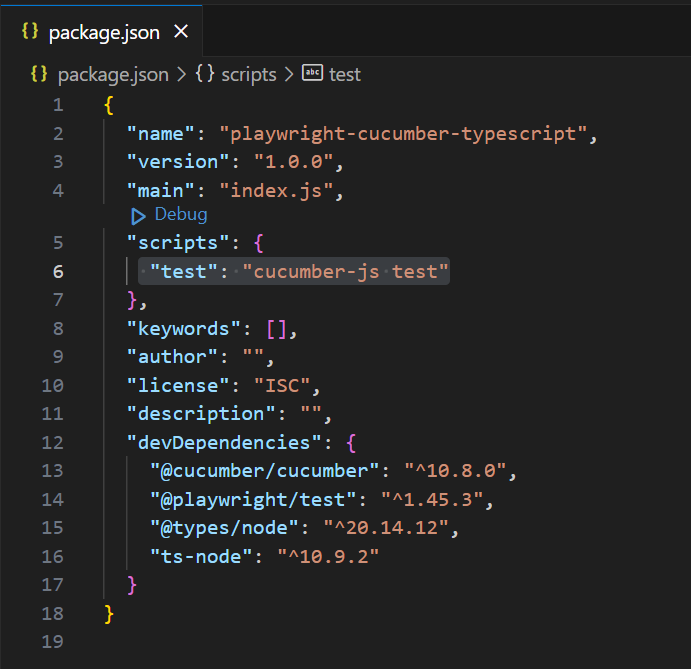 {} package.json ×
{} package.json > {} scripts > abc test
1 {
2 "name": "playwright-cucumber-typescript",
3 "version": "1.0.0",
4 "main": "index.js",
Debug
5 "scripts": {
6 "test": "cucumber-js test"
7 },
8 "keywords": [],
9 "author": "",
10 "license": "ISC",
11 "description": "",
12 "devDependencies": {
13 "@cucumber/cucumber": "^10.8.0",
14 "@playwright/test": "^1.45.3",
15 "@types/node": "^20.14.12",
16 "ts-node": "^10.9.2"
17 }
18 }
19